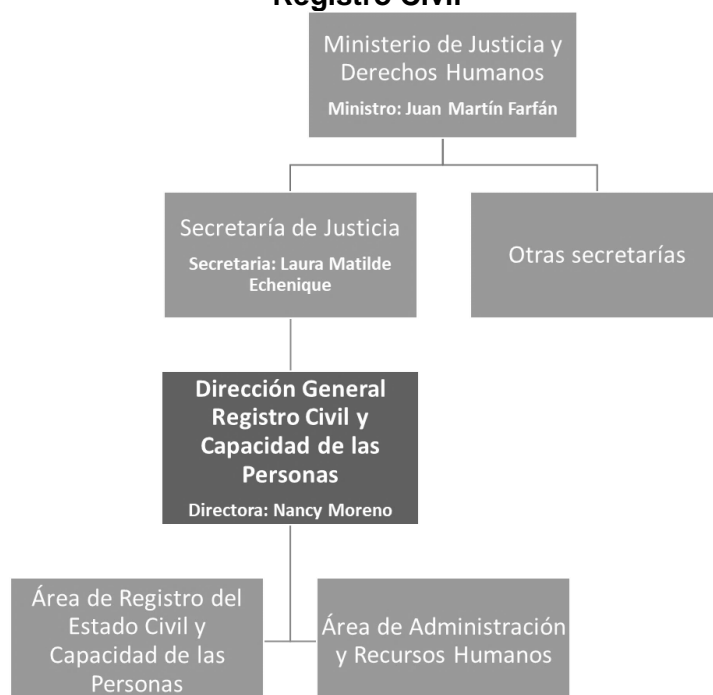 Registro Civil
Ministerio de Justicia y
Derechos Humanos
Ministro: Juan Martín Farfán
Secretaría de Justicia
Secretaria: Laura Matilde
Echenique
Otras secretarías
Dirección General
Registro Civil y
Capacidad de las
Personas
Directora: Nancy Moreno
Área de Registro del
Estado Civil y
Capacidad de las
Personas
Área de Administración
y Recursos Humanos